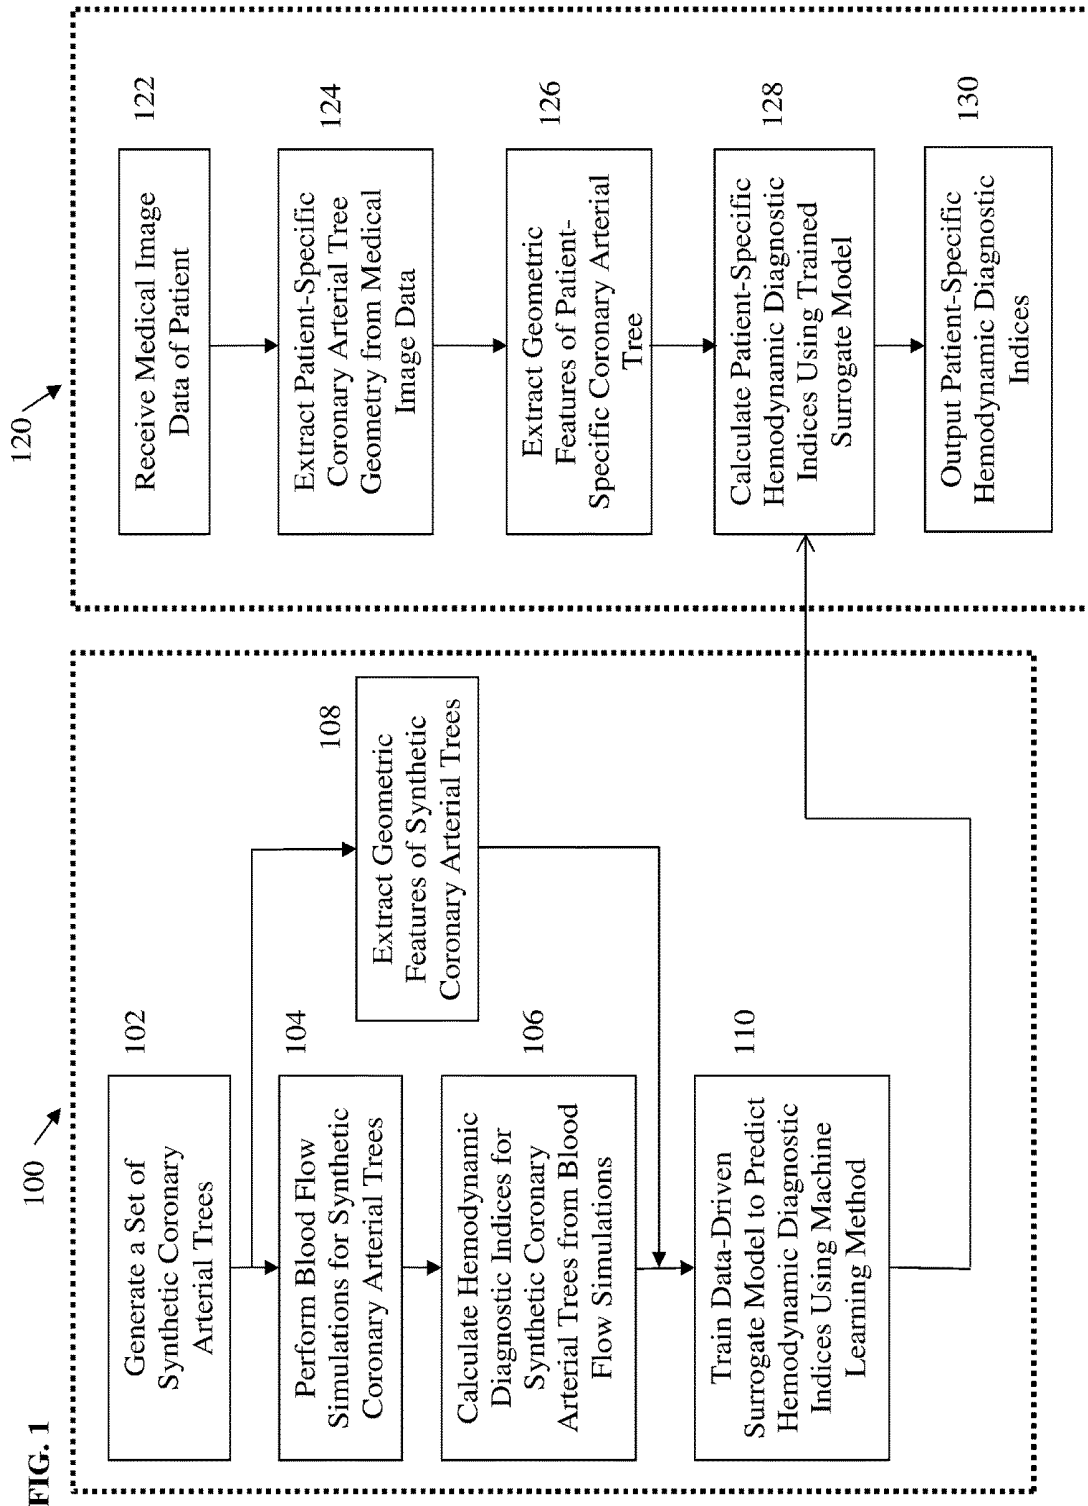 FIG. 1
100
102
Generate a Set of
Synthetic Coronary
Arterial Trees
104
Perform Blood Flow
Simulations for Synthetic
Coronary Arterial Trees
106
Calculate Hemodynamic
Diagnostic Indices for
Synthetic Coronary
Arterial Trees from Blood
Flow Simulations
108
Extract Geometric
Features of Synthetic
Coronary Arterial Trees
110
Train Data-Driven
Surrogate Model to Predict
Hemodynamic Diagnostic
Indices Using Machine
Learning Method
120
122
Receive Medical Image
Data of Patient
124
Extract Patient-Specific
Coronary Arterial Tree
Geometry from Medical
Image Data
126
Extract Geometric
Features of Patient-
Specific Coronary Arterial
Tree
128
Calculate Patient-Specific
Hemodynamic Diagnostic
Indices Using Trained
Surrogate Model
130
Output Patient-Specific
Hemodynamic Diagnostic
Indices